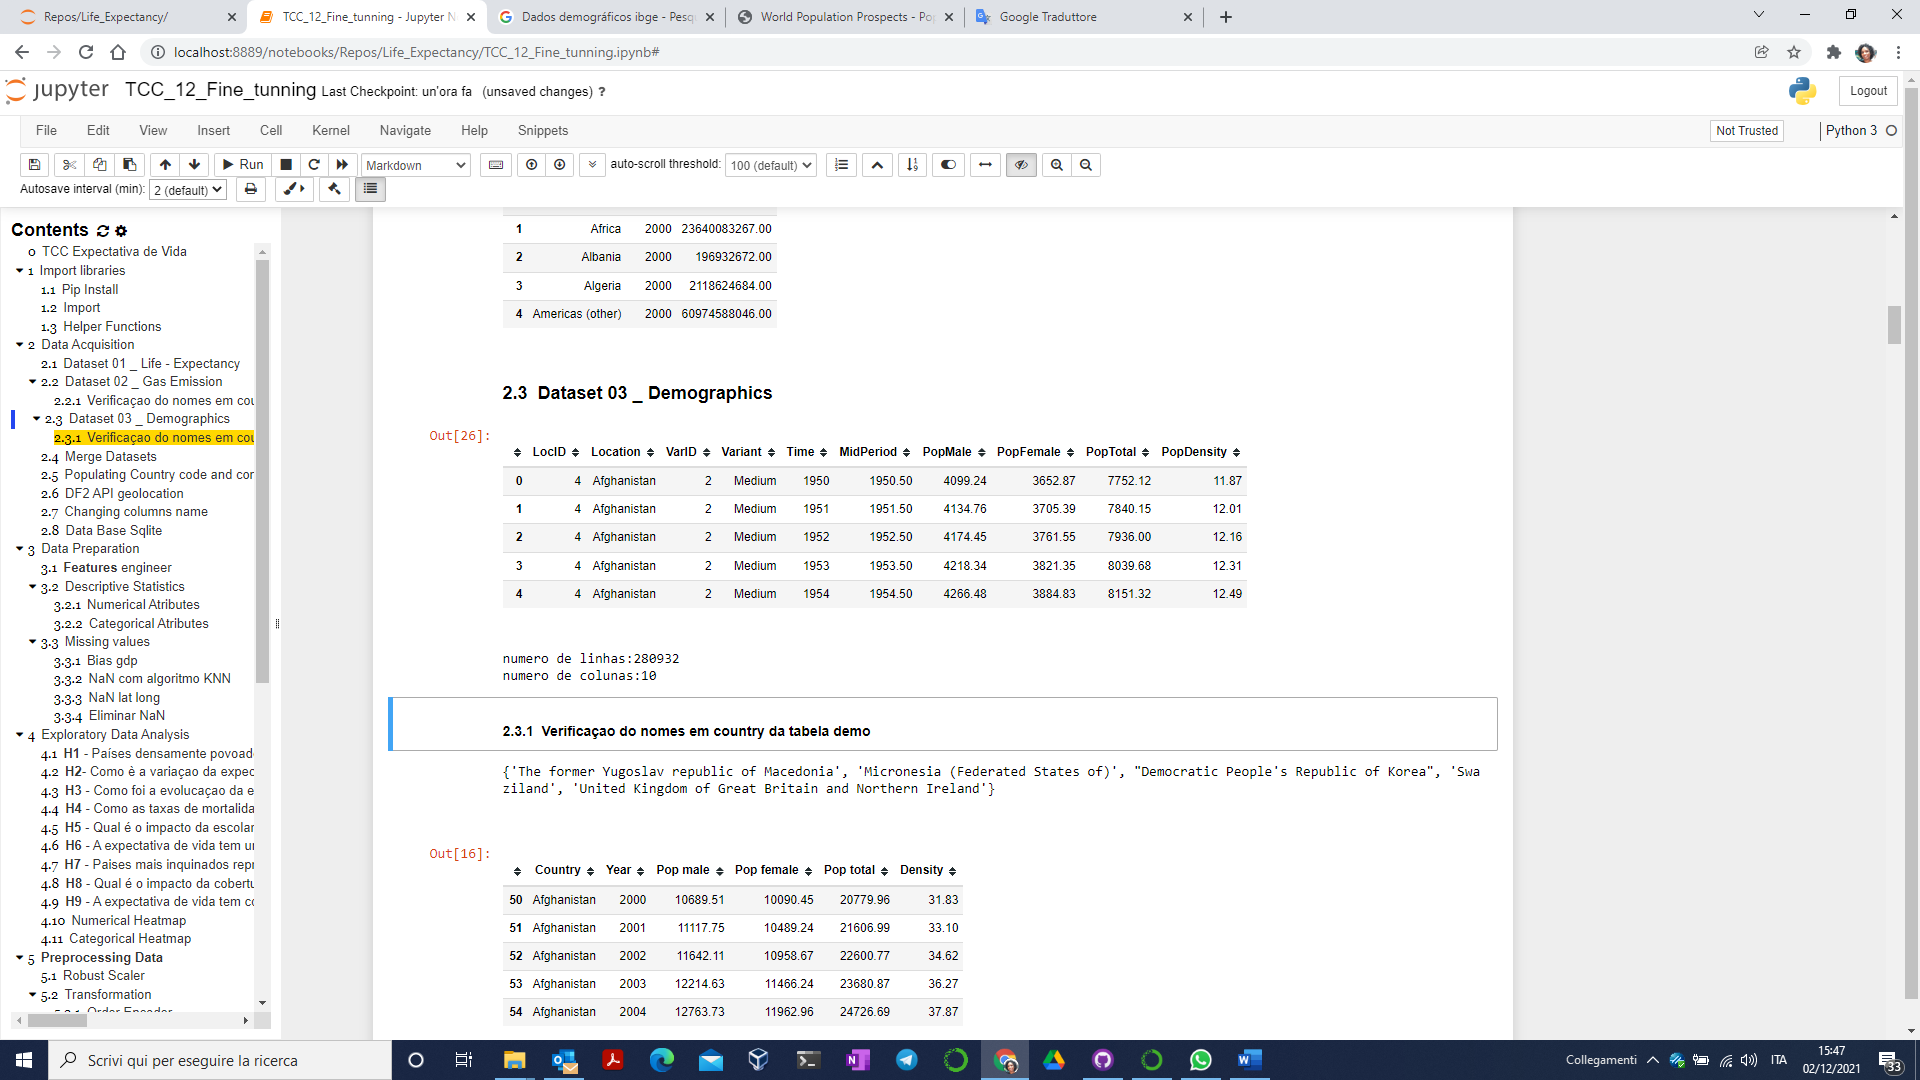 Repos/Life_Expectancy/
TCC_12_Fine_tunning - Jupyter N
Dados demográficos ibge - Pesq
World Population Prospects - Po
Google Traduttore
localhost:8889/notebooks/Repos/Life_Expectancy/TCC_12_Fine_tunning.ipynb#
jupyter TCC_12_Fine_tunning Last Checkpoint: un'ora fa (unsaved changes) ?
Logout
File Edit View Insert Cell Kernel Navigate Help Snippets
Not Trusted
Python 3
Run
Markdown
auto-scroll threshold: 100 (default)
Autosave interval (min): 2 (default)
Contents
0 TCC Expectativa de Vida
1 Import libraries
1.1 Pip Install
1.2 Import
1.3 Helper Functions
2 Data Acquisition
2.1 Dataset 01 _ Life - Expectancy
2.2 Dataset 02 _ Gas Emission
2.2.1 Verificaçao do nomes em cou
2.3 Dataset 03 _ Demographics
2.3.1 Verificaçao do nomes em cou
2.4 Merge Datasets
2.5 Populating Country code and cor
2.6 DF2 API geolocation
2.7 Changing columns name
2.8 Data Base Sqlite
3 Data Preparation
3.1 Features engineer
3.2 Descriptive Statistics
3.2.1 Numerical Atributes
3.2.2 Categorical Atributes
3.3 Missing values
3.3.1 Bias gdp
3.3.2 NaN com algoritmo KNN
3.3.3 NaN lat long
3.3.4 Eliminar NaN
4 Exploratory Data Analysis
4.1 H1 - Países densamente povoad
4.2 H2- Como è a variaçao da expec
4.3 H3 - Como foi a evolucaçao da e
4.4 H4 - Como as taxas de mortalida
4.5 H5 - Qual é o impacto da escolar
4.6 H6 - A expectativa de vida tem u
4.7 H7 - Paises mais inquinados repr
4.8 H8 - Qual é o impacto da cobertu
4.9 H9 - A expectativa de vida tem co
4.10 Numerical Heatmap
4.11 Categorical Heatmap
5 Preprocessing Data
5.1 Robust Scaler
5.2 Transformation
5.2.1 Order Encoder
1 Africa 2000 23640083267.00
2 Albania 2000 196932672.00
3 Algeria 2000 2118624684.00
4 Americas (other) 2000 60974588046.00
2.3 Dataset 03 _ Demographics
Out[26]:
LocID Location VarID Variant Time MidPeriod PopMale PopFemale PopTotal PopDensity
0 4 Afghanistan 2 Medium 1950 1950.50 4099.24 3652.87 7752.12 11.87
1 4 Afghanistan 2 Medium 1951 1951.50 4134.76 3705.39 7840.15 12.01
2 4 Afghanistan 2 Medium 1952 1952.50 4174.45 3761.55 7936.00 12.16
3 4 Afghanistan 2 Medium 1953 1953.50 4218.34 3821.35 8039.68 12.31
4 4 Afghanistan 2 Medium 1954 1954.50 4266.48 3884.83 8151.32 12.49
numero de linhas:280932
numero de colunas:10
2.3.1 Verificaçao do nomes em country da tabela demo
{'The former Yugoslav republic of Macedonia', 'Micronesia (Federated States of)', "Democratic People's Republic of Korea", 'Swa
ziland', 'United Kingdom of Great Britain and Northern Ireland'}
Out[16]:
Country Year Pop male Pop female Pop total Density
50 Afghanistan 2000 10689.51 10090.45 20779.96 31.83
51 Afghanistan 2001 11117.75 10489.24 21606.99 33.10
52 Afghanistan 2002 11642.11 10958.67 22600.77 34.62
53 Afghanistan 2003 12214.63 11466.24 23680.87 36.27
54 Afghanistan 2004 12763.73 11962.96 24726.69 37.87
Scrivi qui per eseguire la ricerca
Collegamenti
ITA
15:47
02/12/2021
33